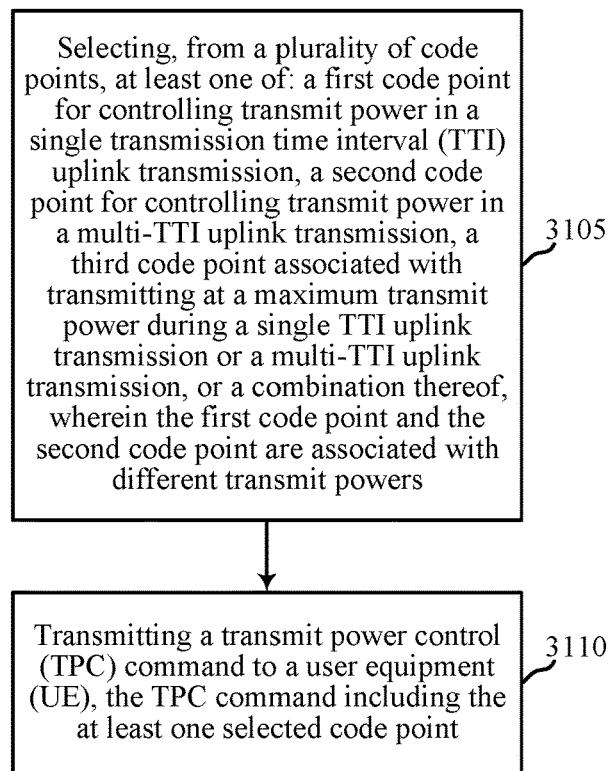 Selecting, from a plurality of code
points, at least one of: a first code point
for controlling transmit power in a
single transmission time interval (TTI)
uplink transmission, a second code
point for controlling transmit power in
a multi-TTI uplink transmission, a
third code point associated with
transmitting at a maximum transmit
power during a single TTI uplink
transmission or a multi-TTI uplink
transmission, or a combination thereof,
wherein the first code point and the
second code point are associated with
different transmit powers
3105
Transmitting a transmit power control
(TPC) command to a user equipment
(UE), the TPC command including the
at least one selected code point
3110